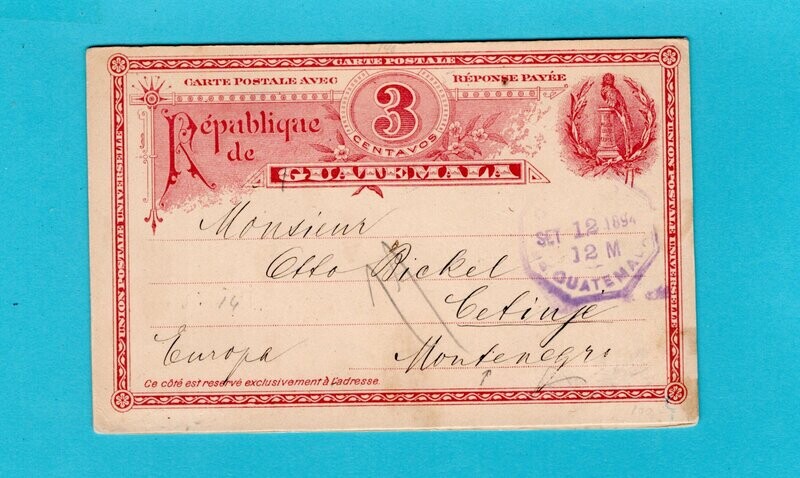 CARTE POSTALE
CARTE POSTALE AVEC RÉPONSE PAYÉE
3
CENTAVOS
République
de
GUATEMALA
UNION POSTALE UNIVERSELLE
UNION POSTALE UNIVERSELLE
SET 12 1894
12 M
GUATEMALA
Monsieur
Otto Bickel
Cetinje
14
Europa Montenegro
Ce côté est reservé exclusivement à l'adresse.